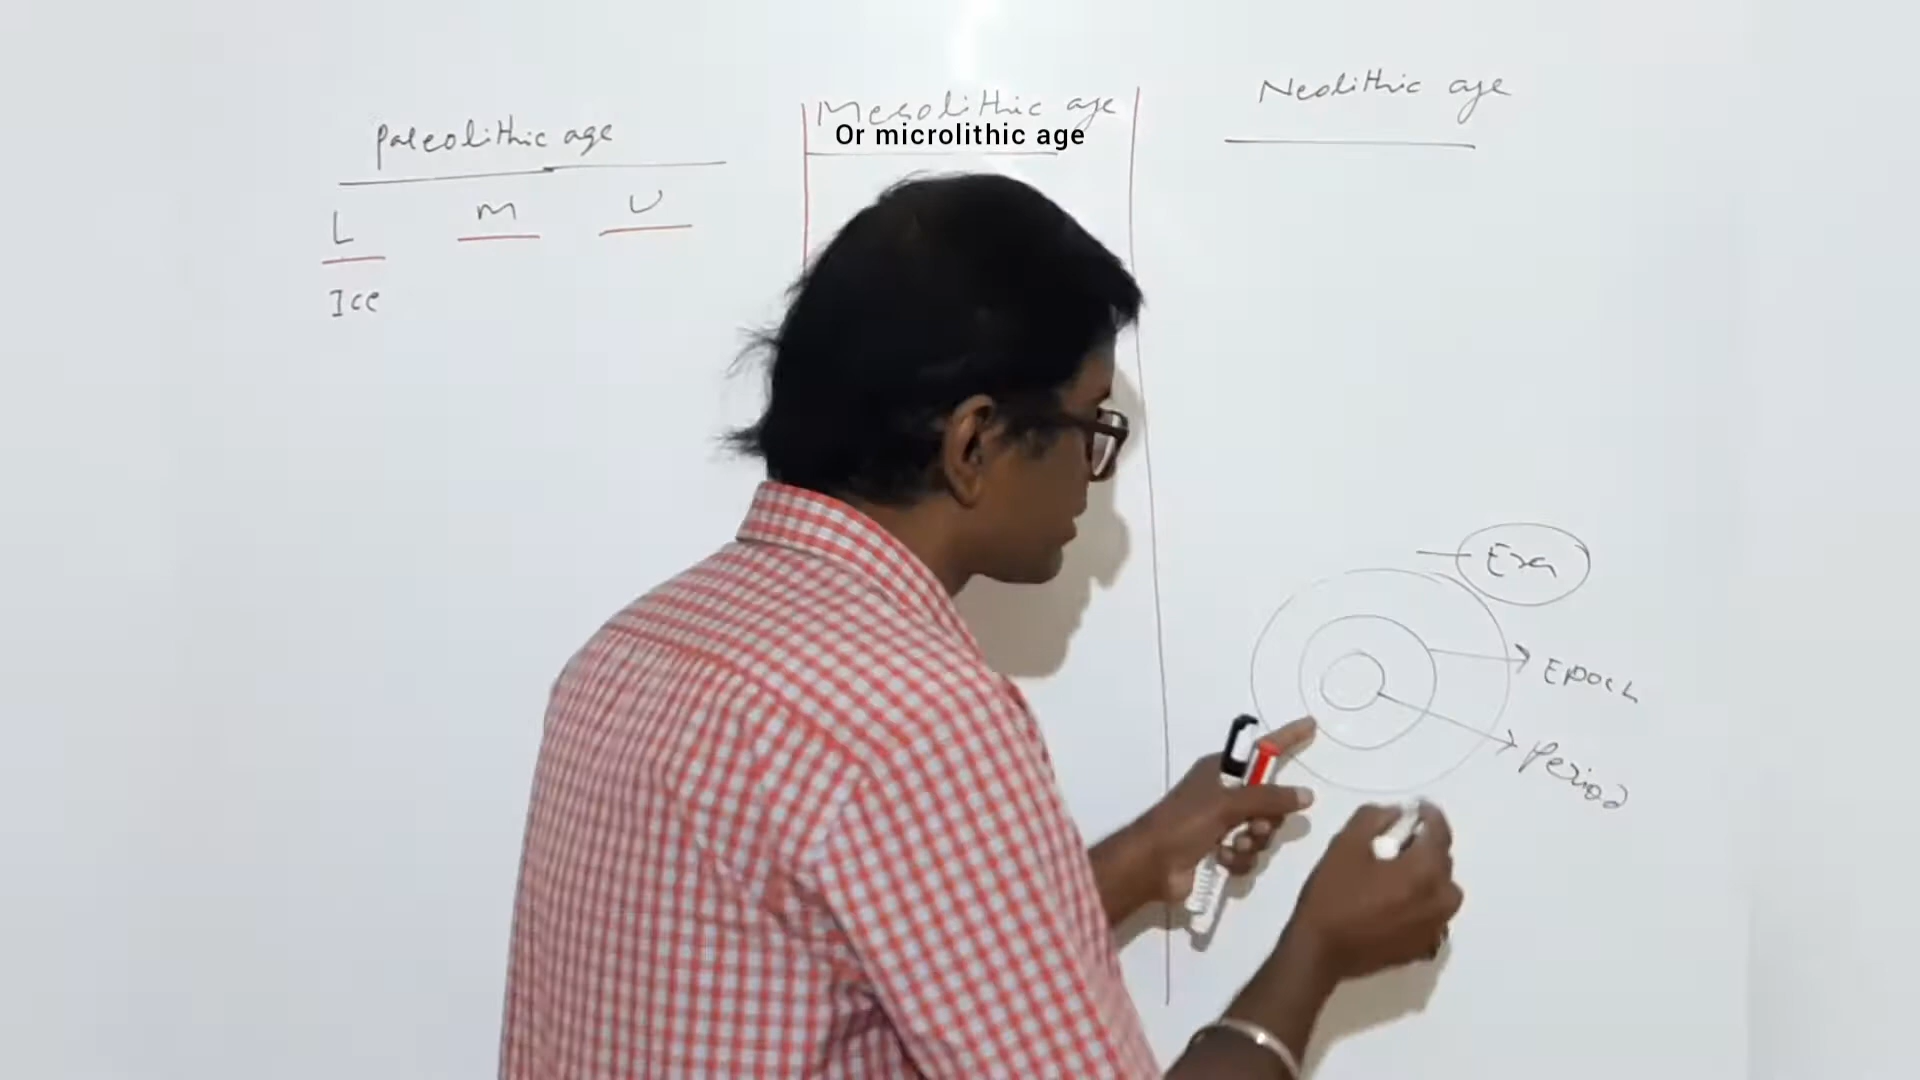 Paleolithic age
Mesolithic age
Or microlithic age
Neolithic age
L
M
U
Ice
Era
Epoch
Period